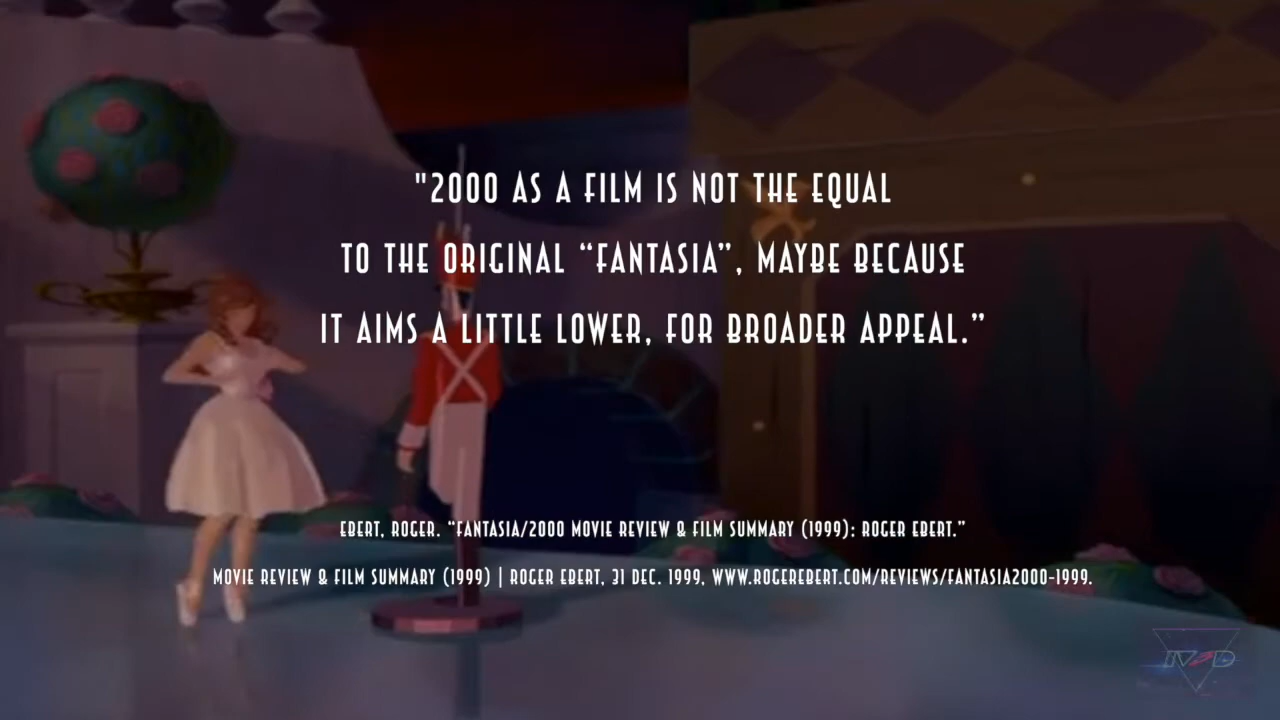 "2000 AS A FILM IS NOT THE EQUAL
TO THE ORIGINAL “FANTASIA”, MAYBE BECAUSE
IT AIMS A LITTLE LOWER, FOR BROADER APPEAL.”
EBERT, ROGER. “FANTASIA/2000 MOVIE REVIEW & FILM SUMMARY (1999): ROGER EBERT.”
MOVIE REVIEW & FILM SUMMARY (1999) | ROGER EBERT, 31 DEC. 1999, WWW.ROGEREBERT.COM/REVIEWS/FANTASIA2000-1999.